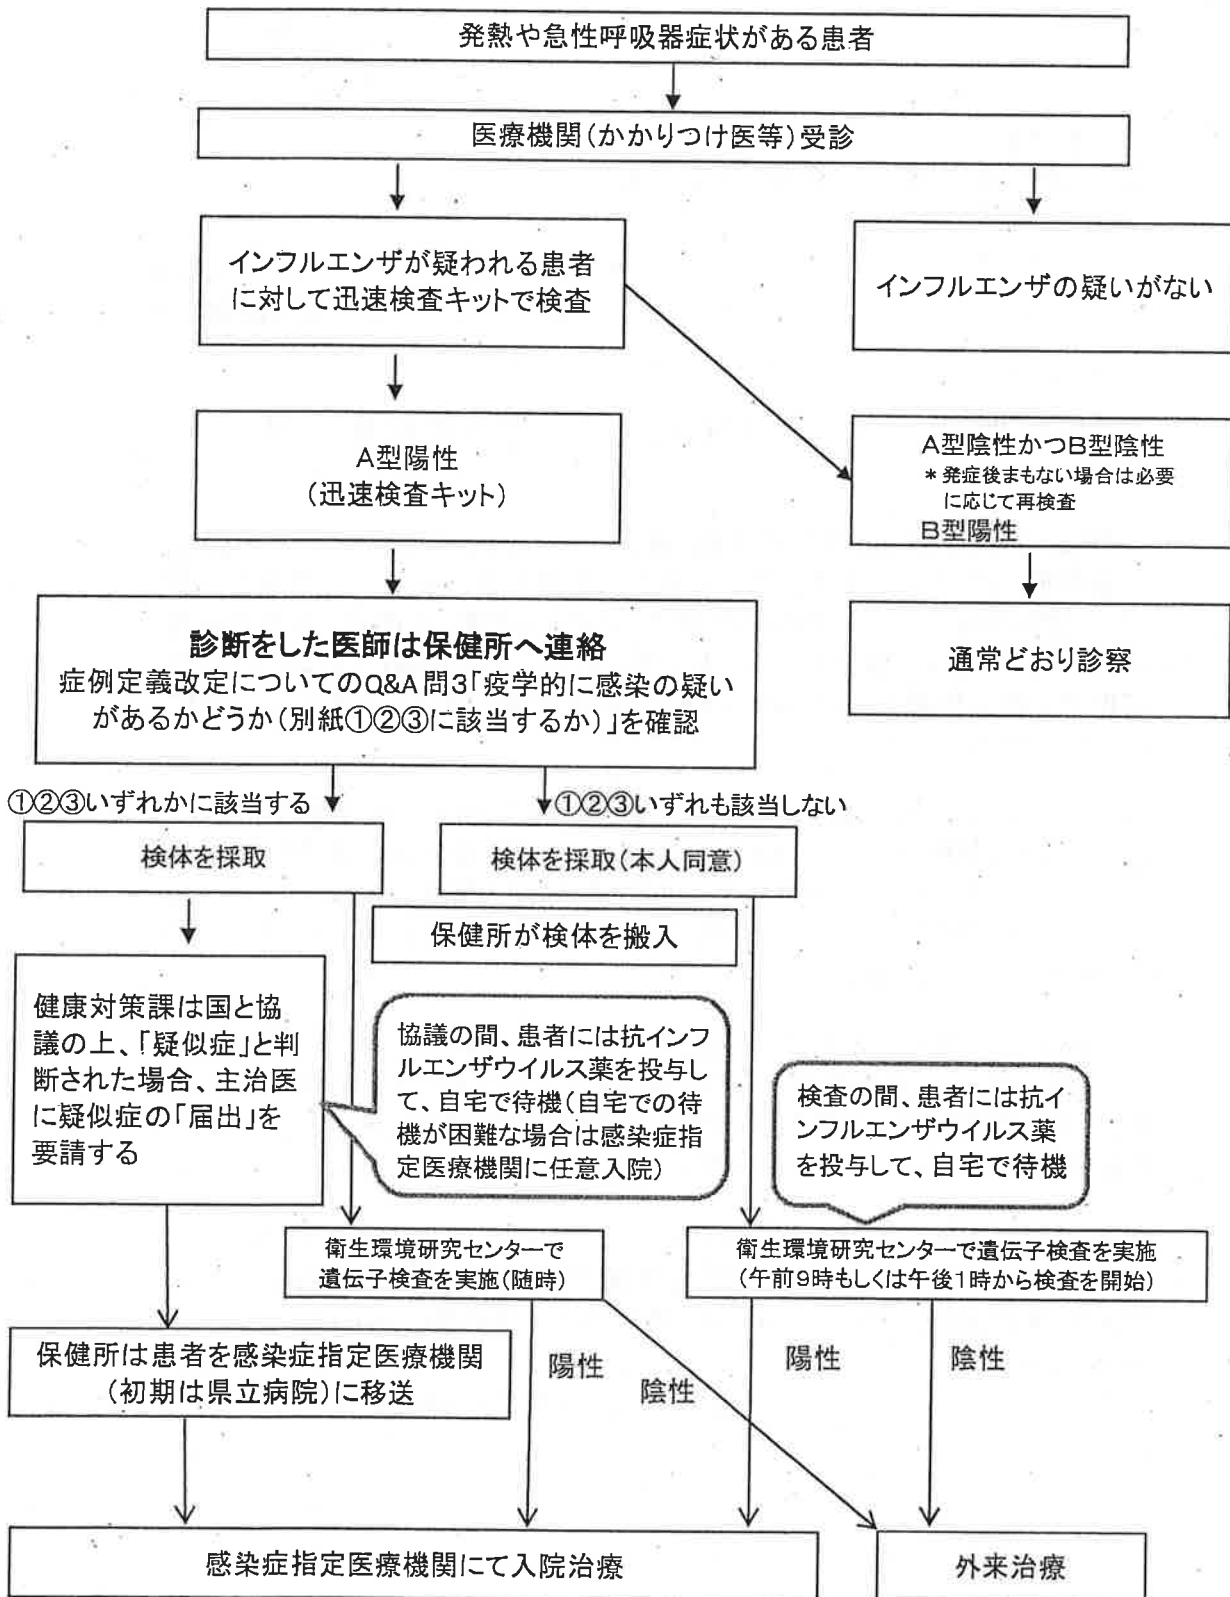 発熱や急性呼吸器症状がある患者
医療機関(かかりつけ医等)受診
インフルエンザが疑われる患者
に対して迅速検査キットで検査
インフルエンザの疑いがない
A型陽性
(迅速検査キット)
A型陰性かつB型陰性
*発症後まもない場合は必要
に応じて再検査
B型陽性
診断をした医師は保健所へ連絡
症例定義改定についてのQ&A問3「疫学的に感染の疑い
があるかどうか(別紙①②③に該当するか)」を確認
通常どおり診察
①②③いずれかに該当する
①②③いずれも該当しない
検体を採取
検体を採取(本人同意)
保健所が検体を搬入
健康対策課は国と協
議の上、「疑似症」と判
断された場合、主治医
に疑似症の「届出」を
要請する
協議の間、患者には抗インフ
ルエンザウイルス薬を投与し
て、自宅で待機(自宅での待
機が困難な場合は感染症指
定医療機関に任意入院)
検査の間、患者には抗イ
ンフルエンザウイルス薬
を投与して、自宅で待機
衛生環境研究センターで
遺伝子検査を実施(随時)
衛生環境研究センターで遺伝子検査を実施
(午前9時もしくは午後1時から検査を開始)
保健所は患者を感染症指定医療機関
(初期は県立病院)に移送
陽性
陰性
陽性
陰性
感染症指定医療機関にて入院治療
外来治療